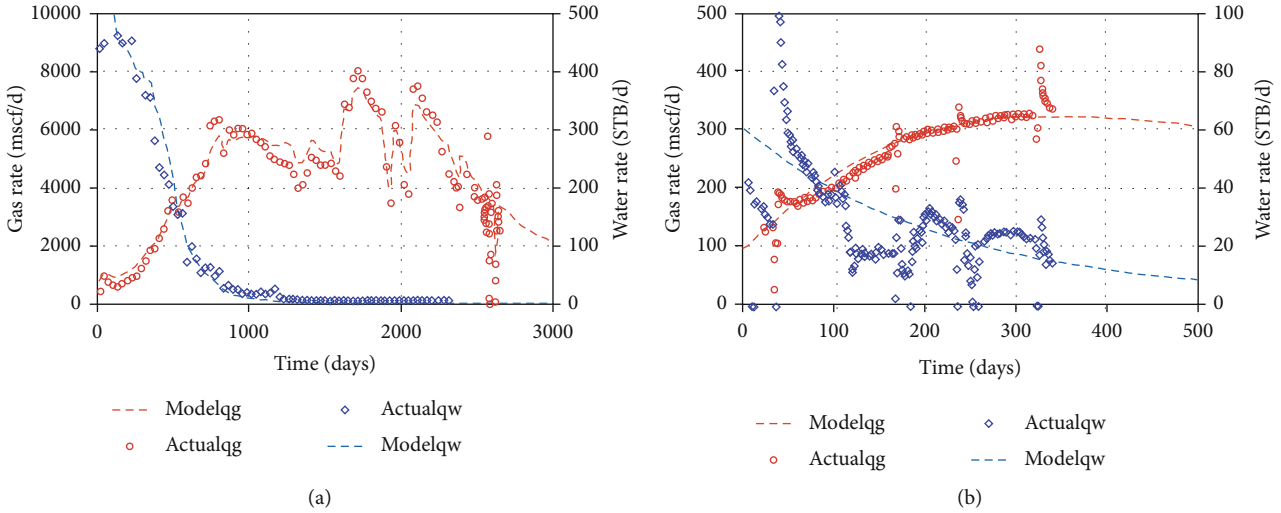 10000
8000
6000
4000
2000
0
Gas rate (mscf/d)
500
400
300
200
100
0
Water rate (STB/d)
0
1000
2000
3000
Time (days)
Modelqg
Actualqw
Actualqg
Modelqw
(a)
500
400
300
200
100
0
Gas rate (mscf/d)
100
80
60
40
20
0
Water rate (STB/d)
0
100
200
300
400
500
Time (days)
Modelqg
Actualqw
Actualqg
Modelqw
(b)